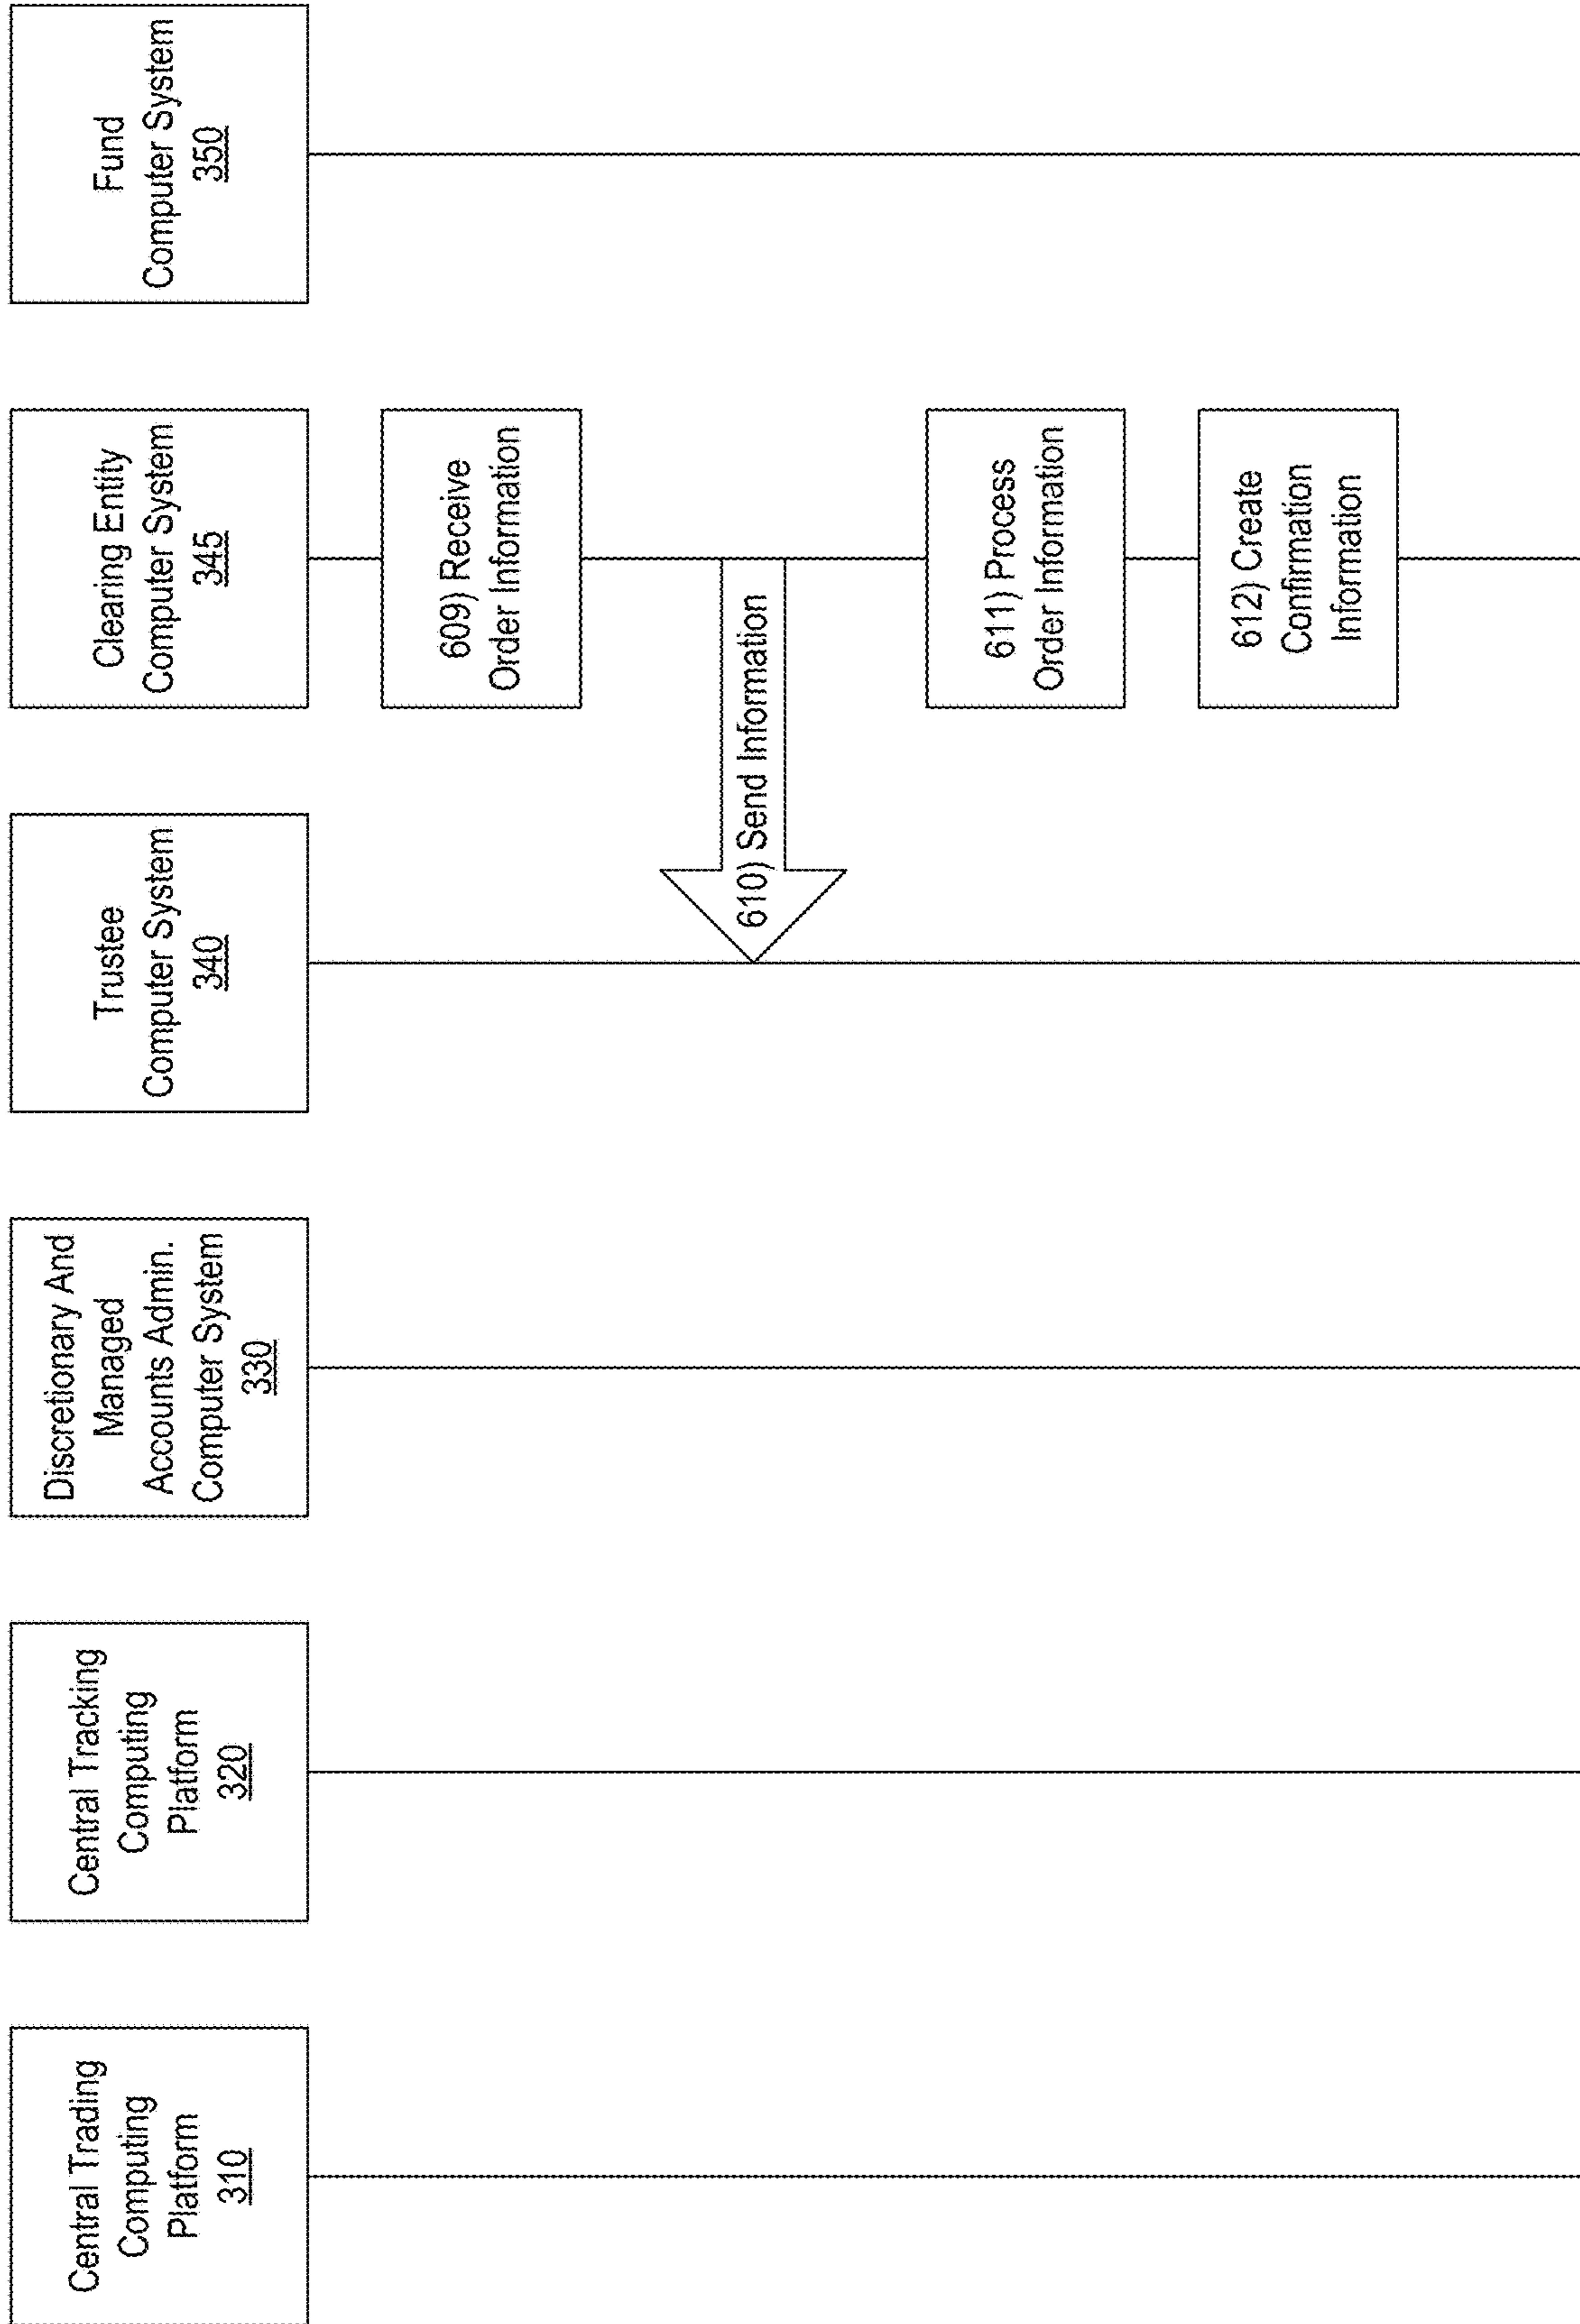 Central Trading
Computing
Platform
310
Central Tracking
Computing
Platform
320
Discretionary And
Managed
Accounts Admin.
Computer System
330
Trustee
Computer System
340
Clearing Entity
Computer System
345
Fund
Computer System
350
609) Receive
Order Information
610) Send Information
611) Process
Order Information
612) Create
Confirmation
Information